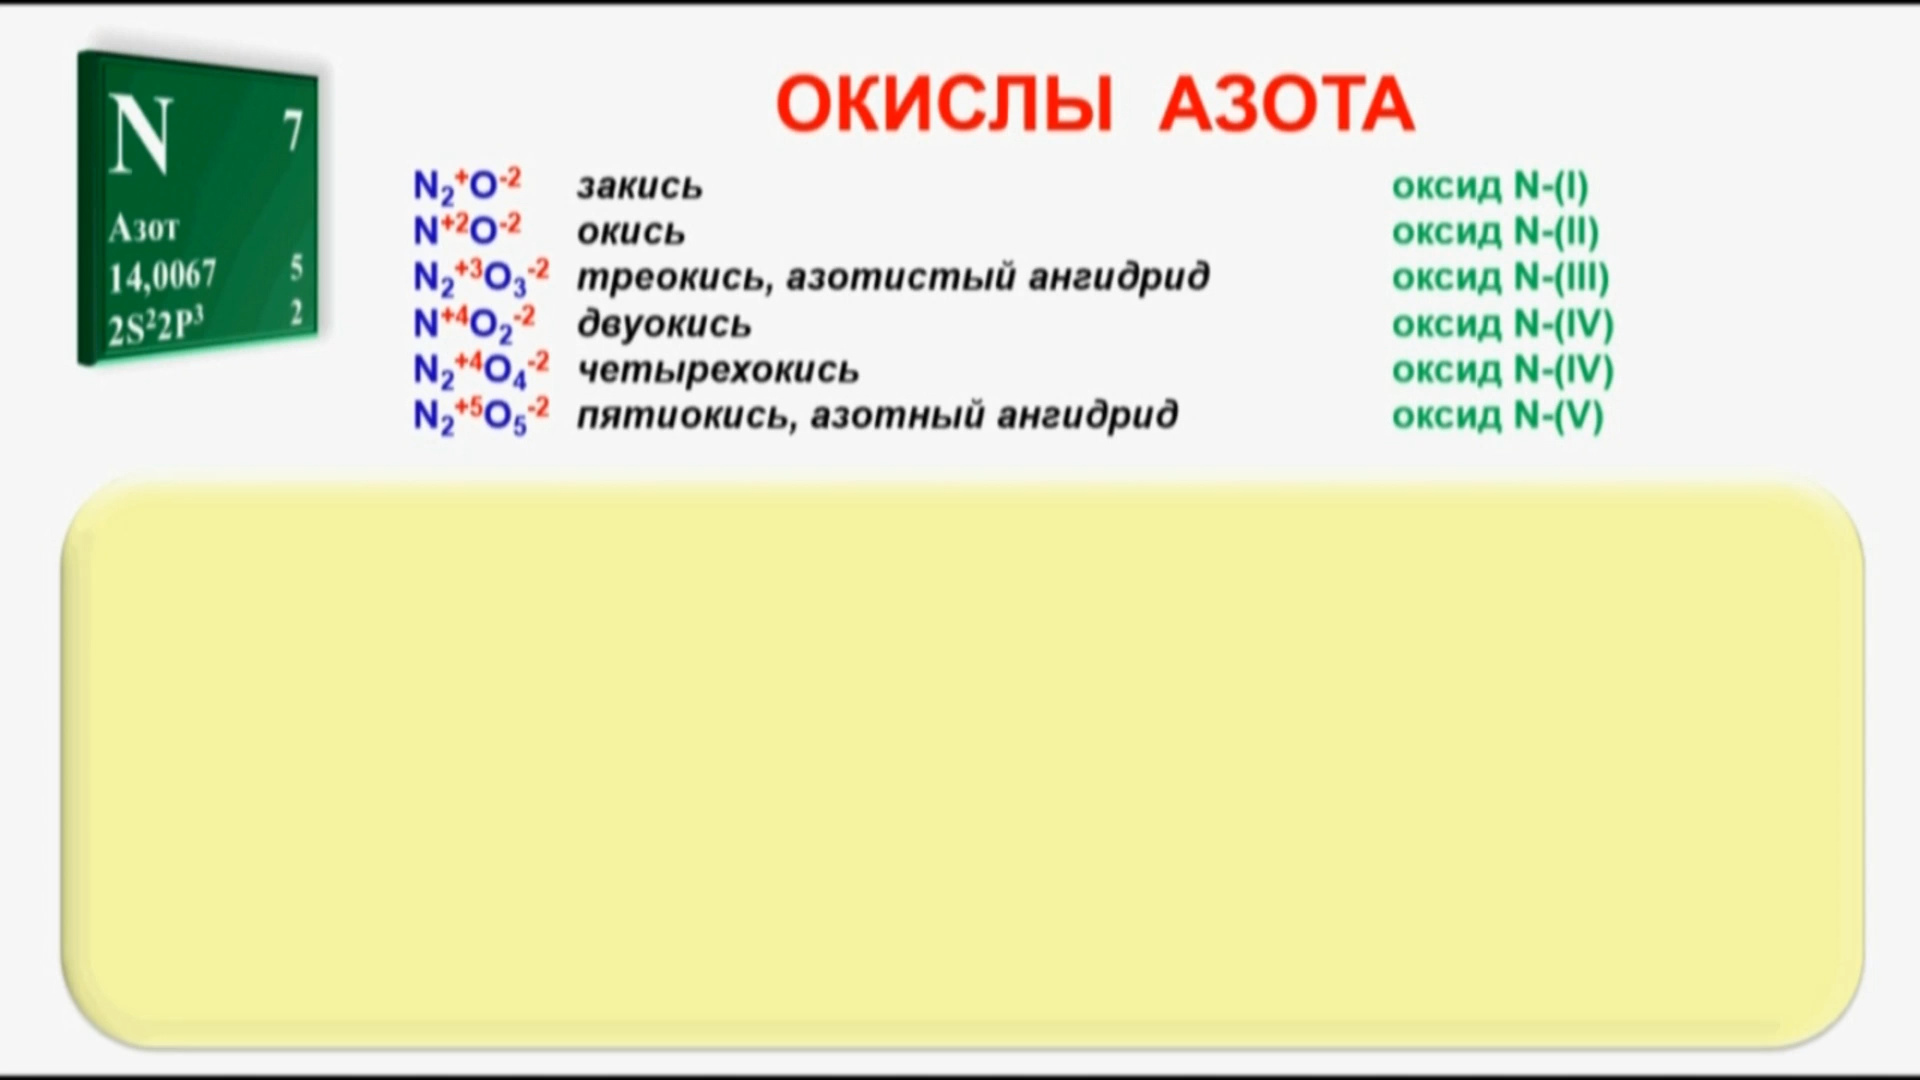 N 7
Азот
14,0067 5
2S²2P³ 2
ОКИСЛЫ АЗОТА
N₂⁺O⁻² закись оксид N-(I)
N⁺²O⁻² окись оксид N-(II)
N₂⁺³O₃⁻² треокись, азотистый ангидрид оксид N-(III)
N⁺⁴O₂⁻² двуокись оксид N-(IV)
N₂⁺⁴O₄⁻² четырехокись оксид N-(IV)
N₂⁺⁵O₅⁻² пятиокись, азотный ангидрид оксид N-(V)